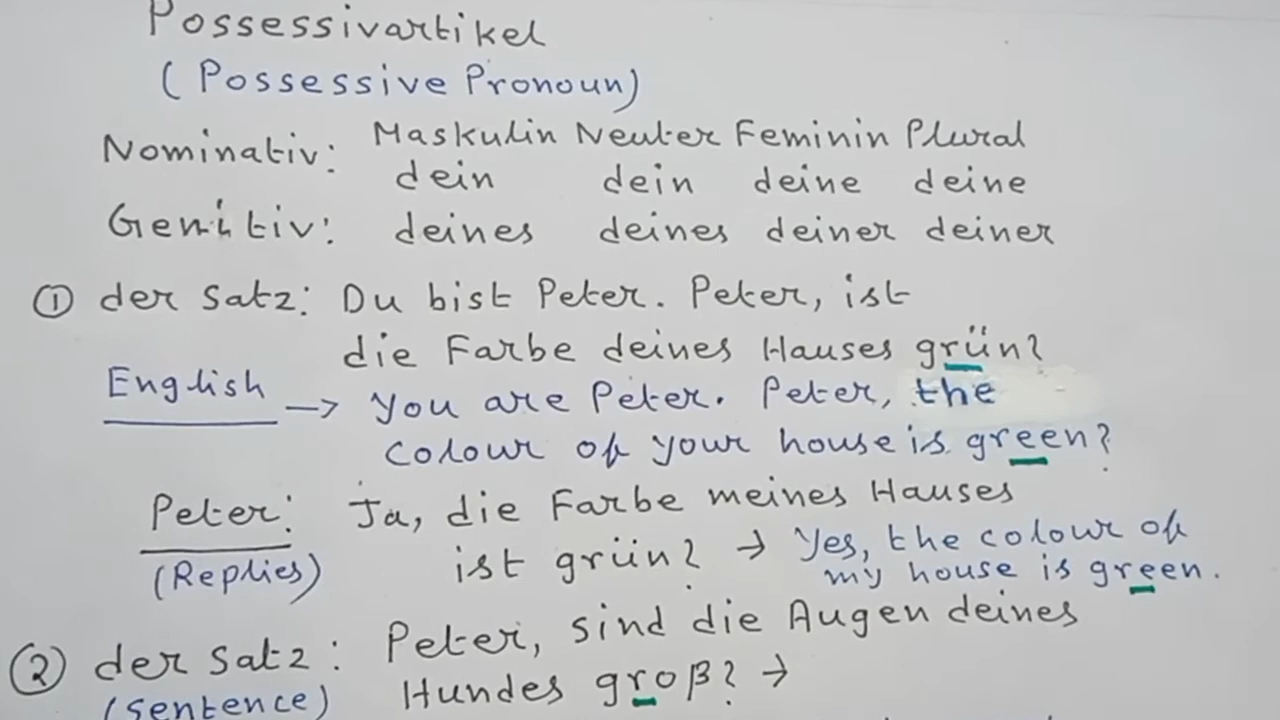 Possessivartikel
(Possessive Pronoun)
Maskulin Neuter Feminin Plural
Nominativ: dein dein deine deine
Genitiv: deines deines deiner deiner
① der Satz: Du bist Peter. Peter, ist
die Farbe deines Hauses grün?
English → You are Peter. Peter, the
colour of your house is green?
Peter: Ja, die Farbe meines Hauses
(Replies) ist grün? → Yes, the colour of
my house is green.
② der Satz: Peter, sind die Augen deines
(Sentence) Hundes groß? →